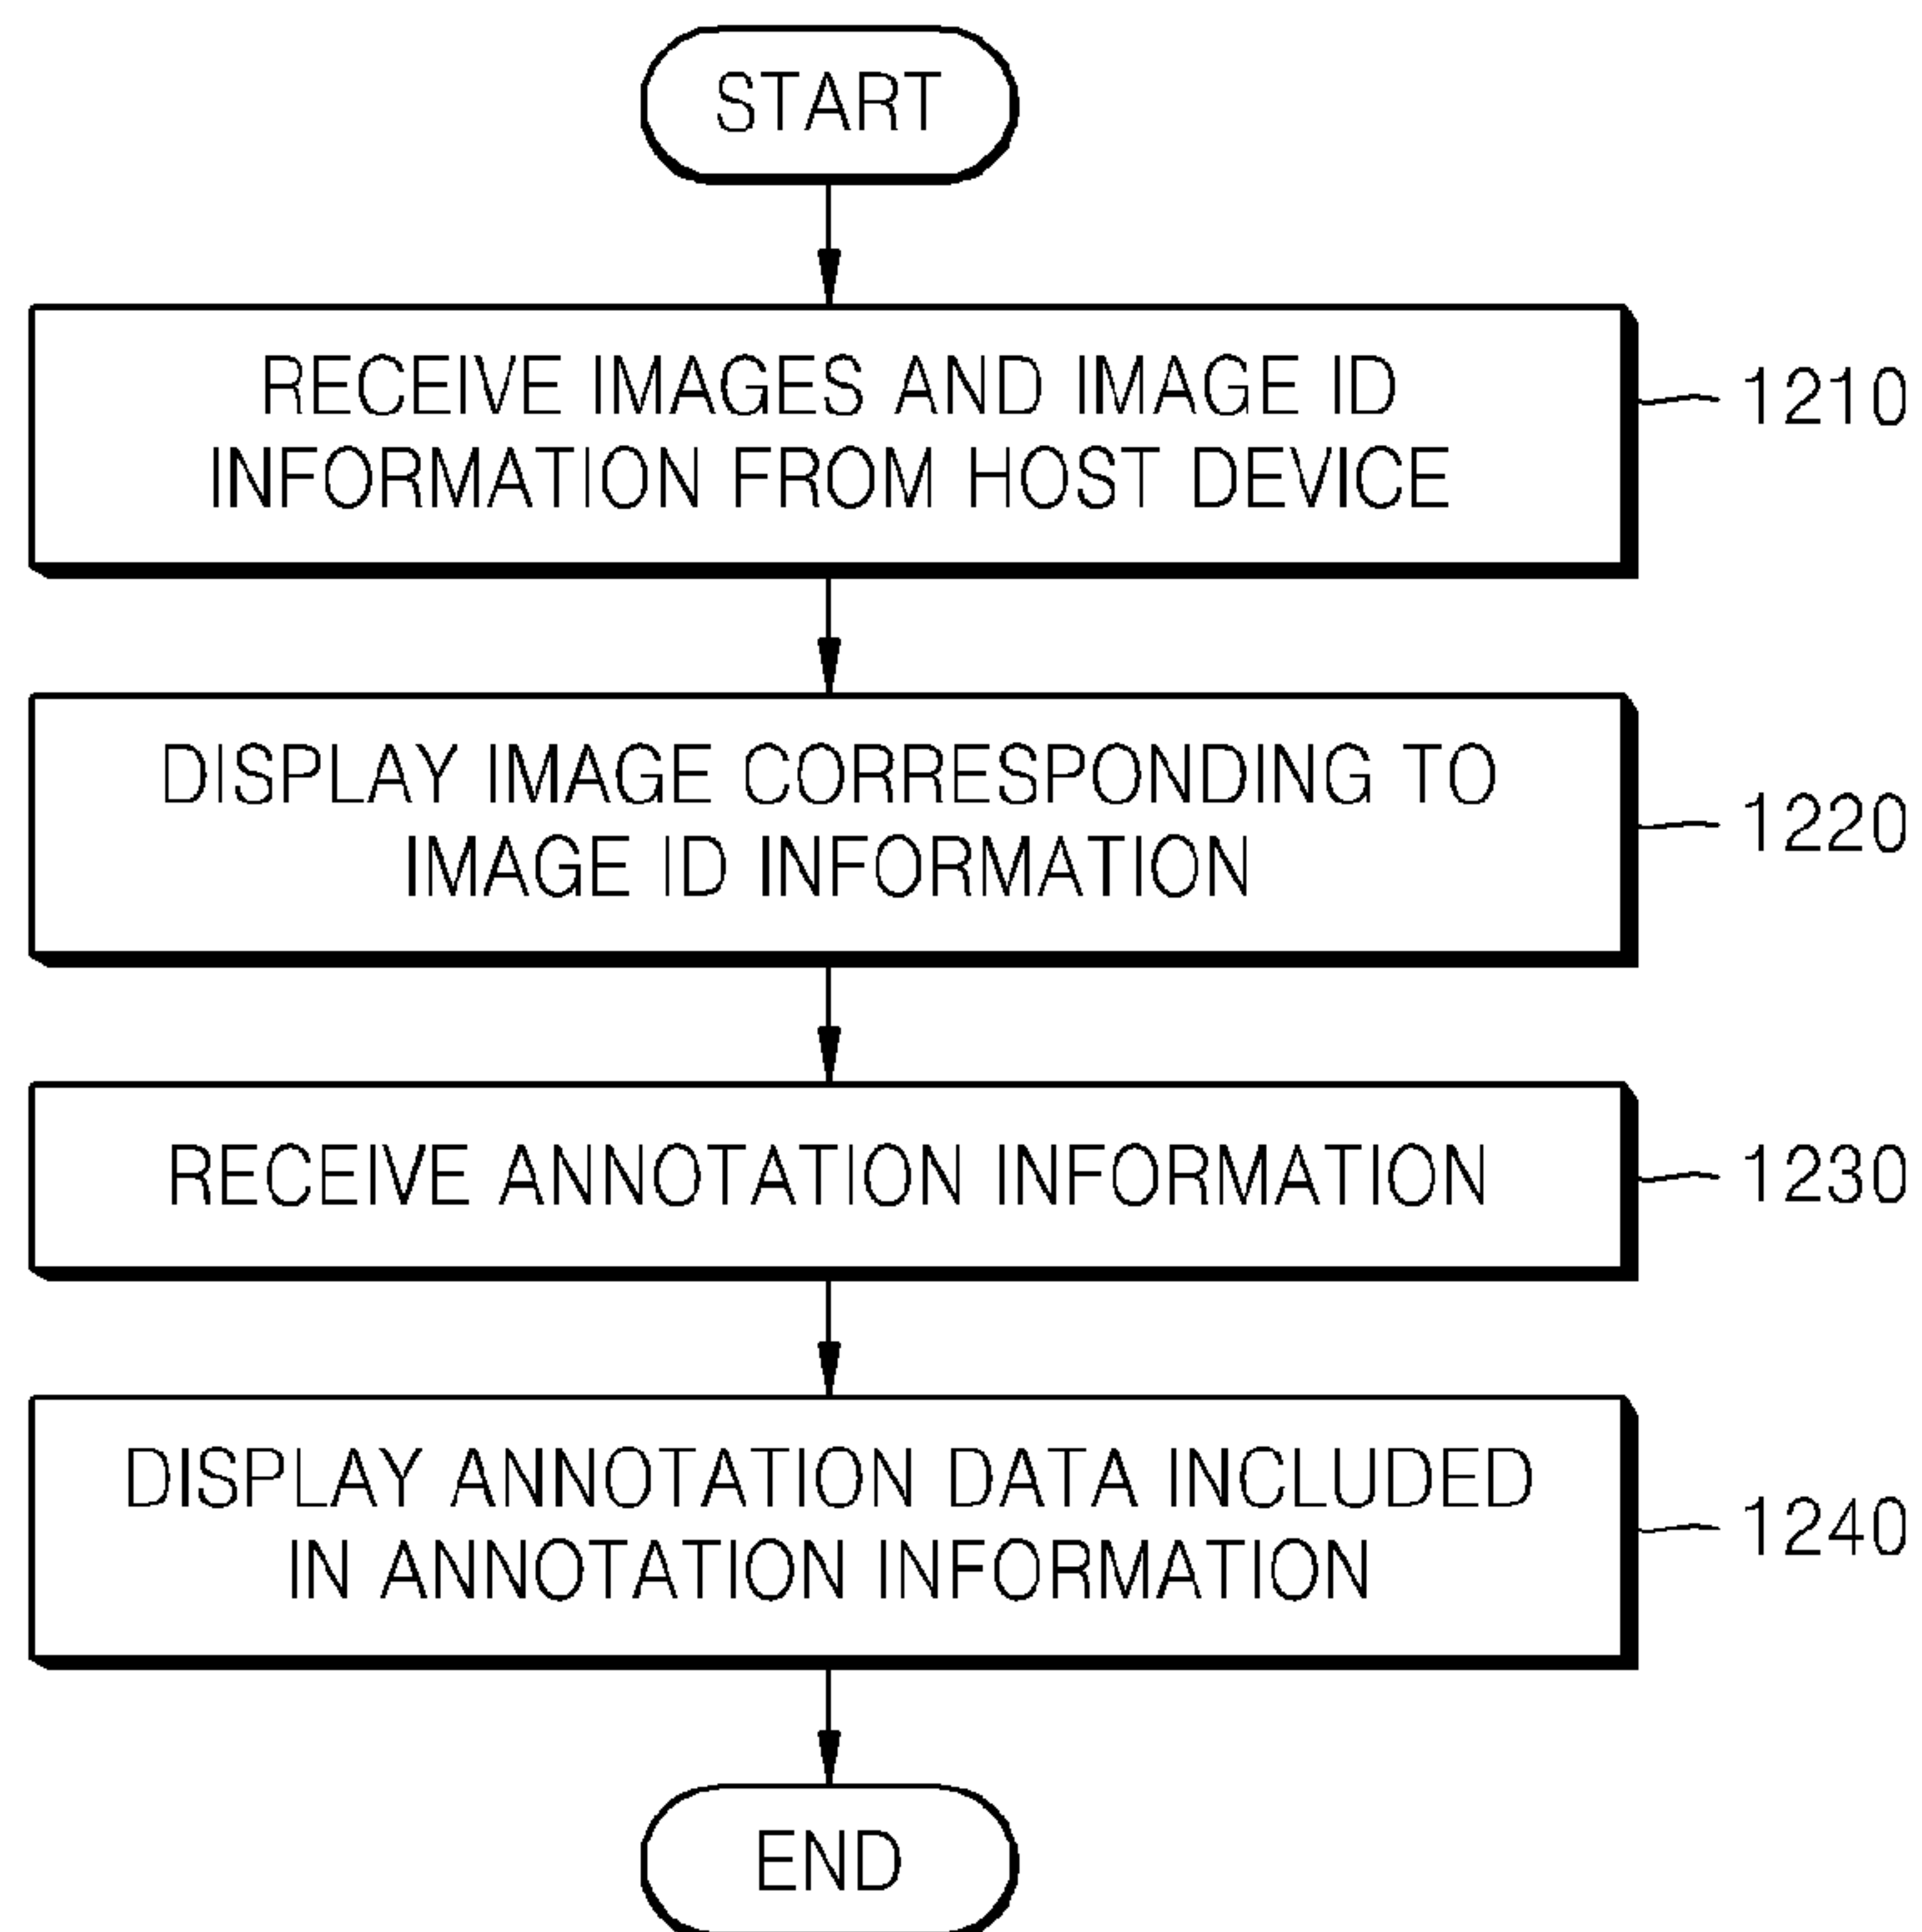 START
RECEIVE IMAGES AND IMAGE ID
INFORMATION FROM HOST DEVICE
1210
DISPLAY IMAGE CORRESPONDING TO
IMAGE ID INFORMATION
1220
RECEIVE ANNOTATION INFORMATION
1230
DISPLAY ANNOTATION DATA INCLUDED
IN ANNOTATION INFORMATION
1240
END